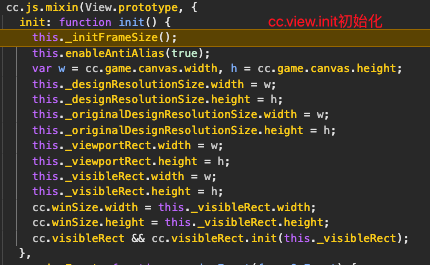 cc.js.mixin(View.prototype, {
init: function init() {
cc.view.init初始化
this._initFrameSize();
this.enableAntiAlias(true);
var w = cc.game.canvas.width, h = cc.game.canvas.height;
this._designResolutionSize.width = w;
this._designResolutionSize.height = h;
this._originalDesignResolutionSize.width = w;
this._originalDesignResolutionSize.height = h;
this._viewportRect.width = w;
this._viewportRect.height = h;
this._visibleRect.width = w;
this._visibleRect.height = h;
cc.winSize.width = this._visibleRect.width;
cc.winSize.height = this._visibleRect.height;
cc.visibleRect && cc.visibleRect.init(this._visibleRect);
},